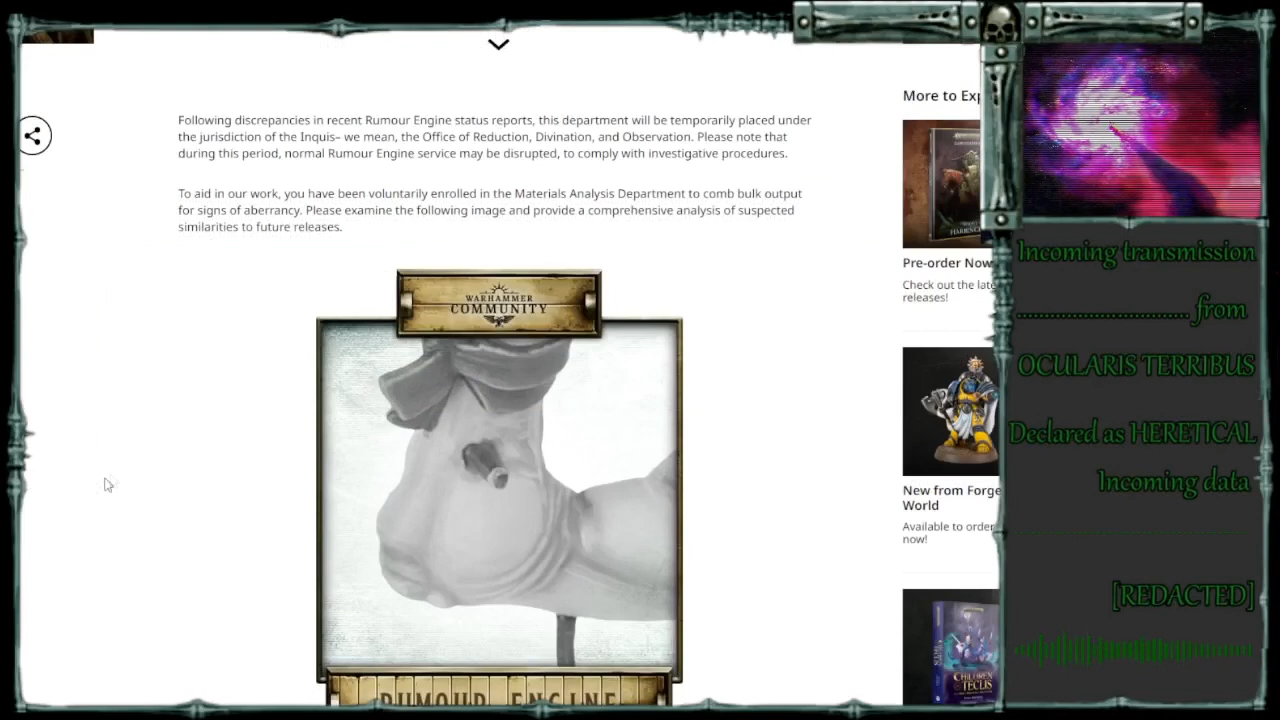 Following discrepancies in recent Rumour Engine status reports, this department will be temporarily placed under
the jurisdiction of the Inquis– we mean, the Office of Reduction, Divination, and Observation. Please note that
during this period, normal Rumour Engine service may be disrupted, to comply with investigative procedures.
To aid in our work, you have been voluntarily enrolled in the Materials Analysis Department to comb bulk output
for signs of aberrancy. Please examine the following image and provide a comprehensive analysis of suspected
similarities to future releases.
WARHAMMER
COMMUNITY
RUMOUR ENGINE
More to Exp
Pre-order Now
Check out the late
releases!
New from Forge
World
Available to order
now!
CHILDREN
TECLIS
Incoming transmission
.............................. from
OCULARIS TERRIBUS
Declared as HERETICAL
Incoming data
[REDACTED]